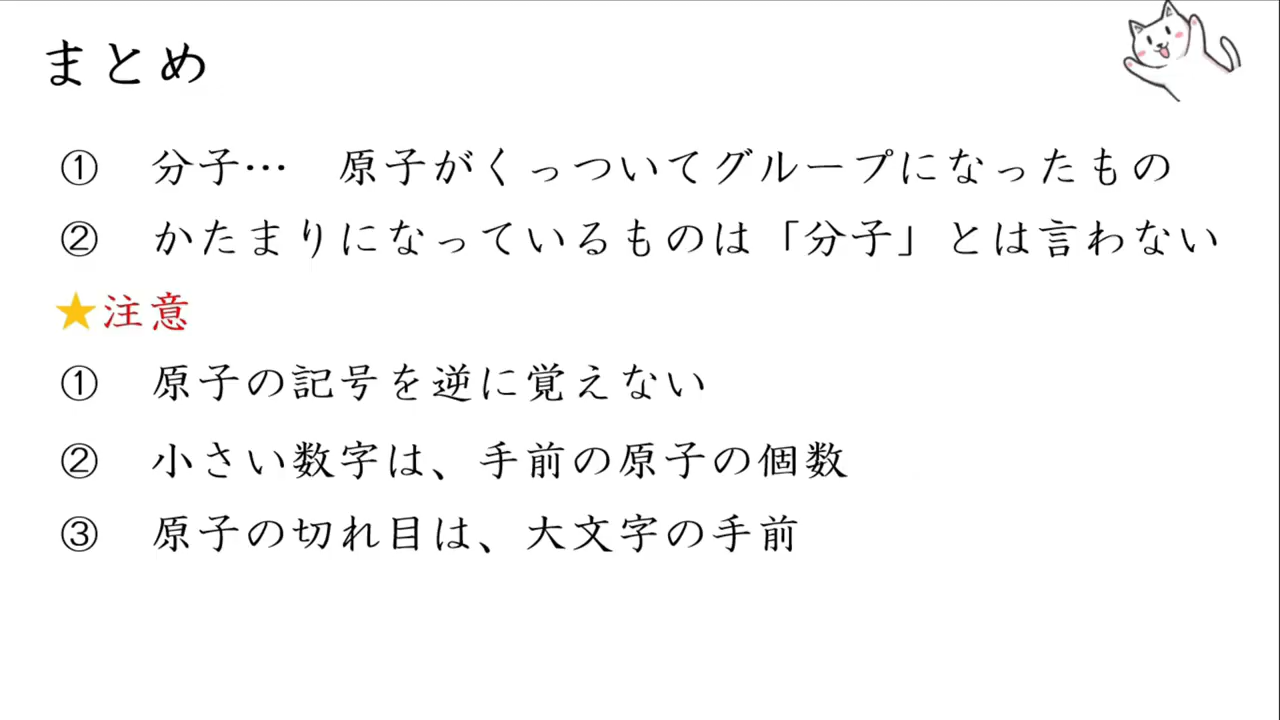 まとめ
① 分子… 原子がくっついてグループになったもの
② かたまりになっているものは「分子」とは言わない
★注意
① 原子の記号を逆に覚えない
② 小さい数字は、手前の原子の個数
③ 原子の切れ目は、大文字の手前